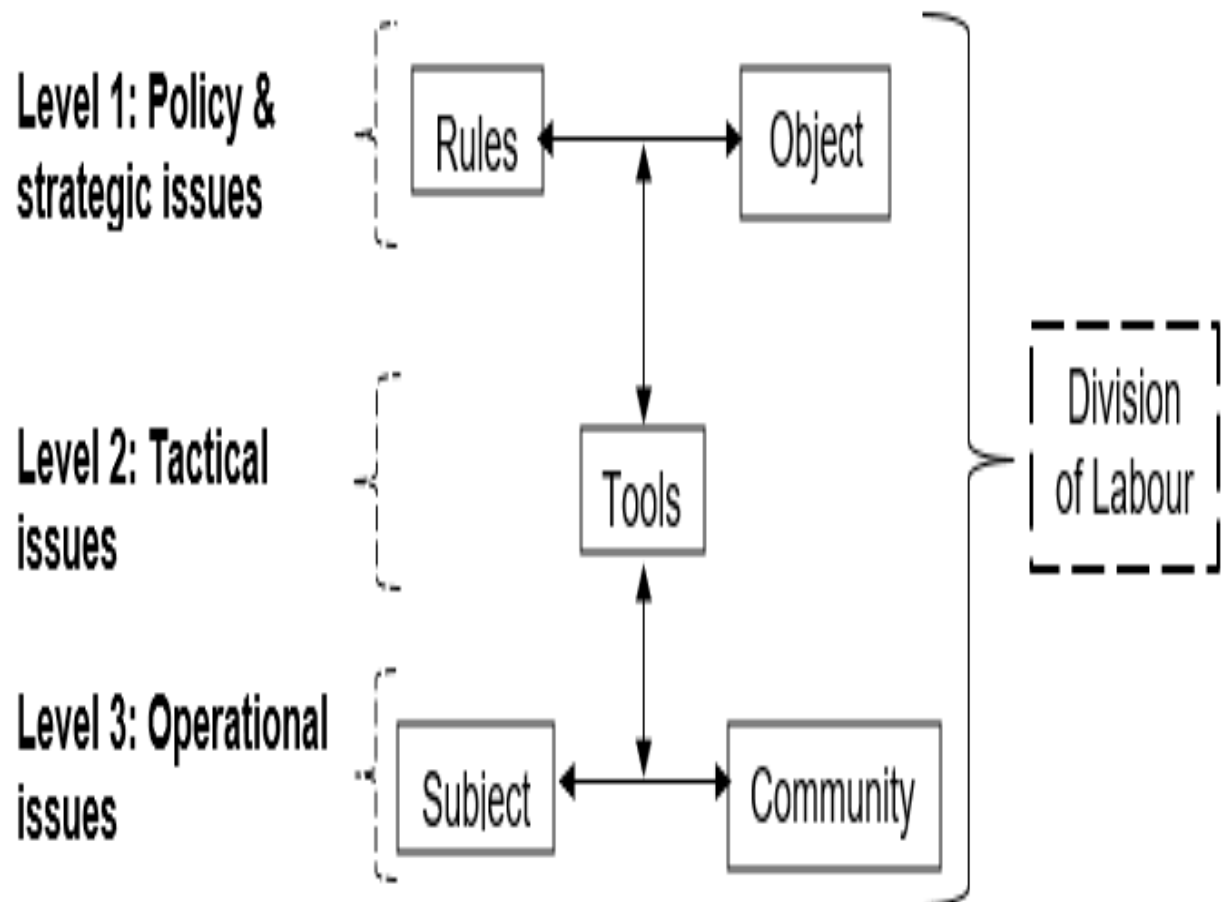 Level 1: Policy &
strategic issues
Rules
Object
Level 2: Tactical
issues
Tools
Division
of Labour
Level 3: Operational
issues
Subject
Community